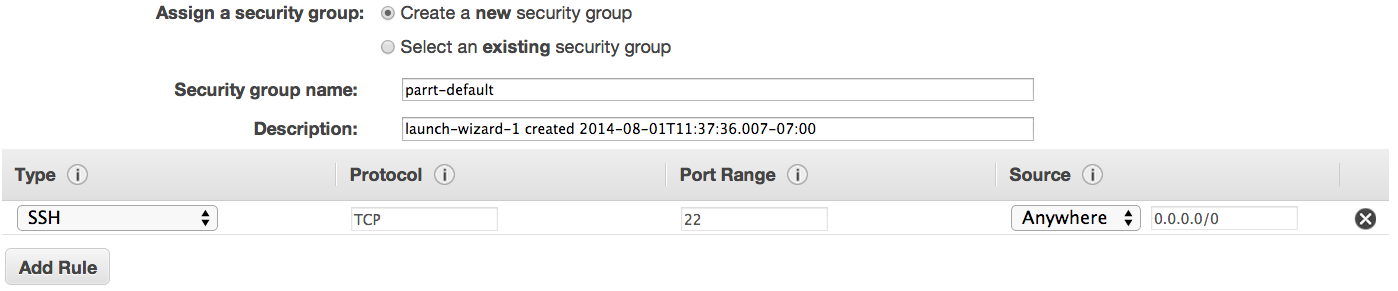 Assign a security group: Create a new security group
Select an existing security group
Security group name: parrt-default
Description: launch-wizard-1 created 2014-08-01T11:37:36.007-07:00
Type i Protocol i Port Range i Source i
SSH TCP 22 Anywhere 0.0.0.0/0
Add Rule